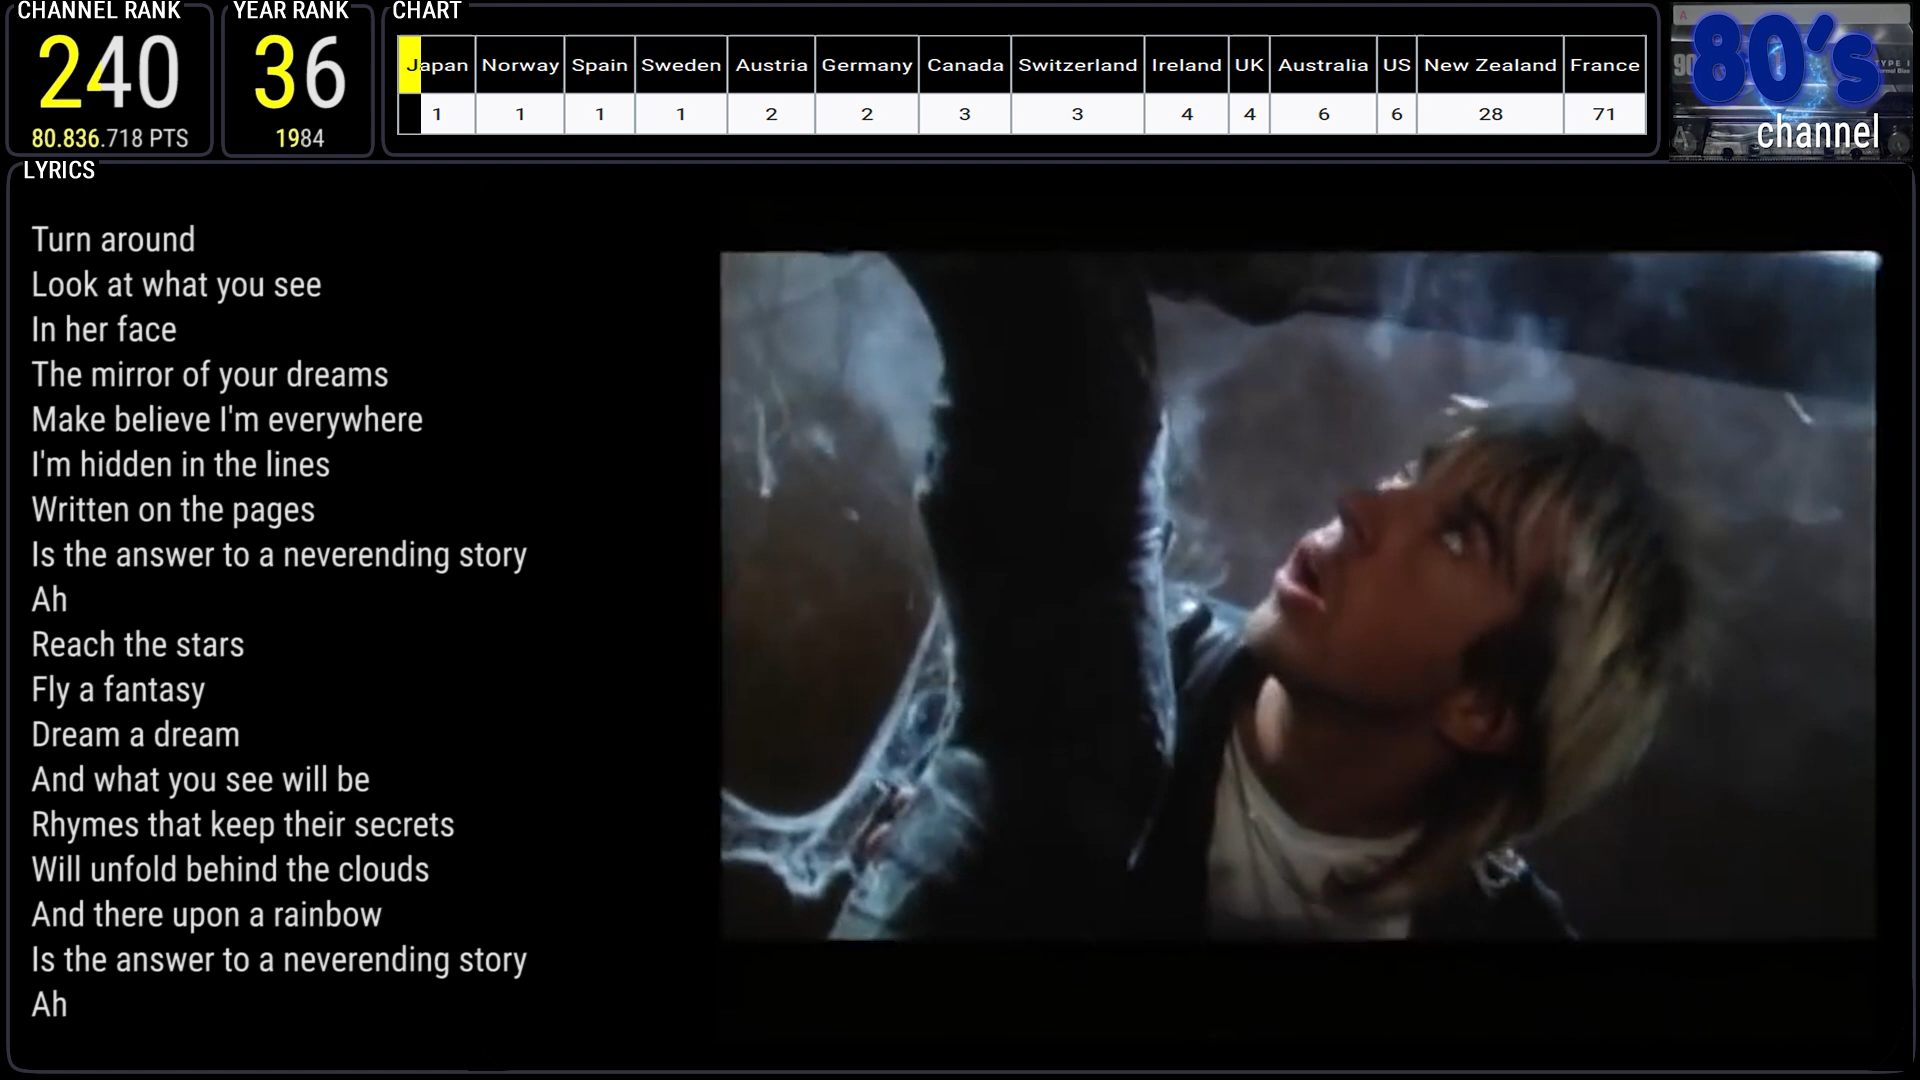 CHANNEL RANK
240
80.836.718 PTS
YEAR RANK
36
1984
CHART
Japan Norway Spain Sweden Austria Germany Canada Switzerland Ireland UK Australia US New Zealand France
1 1 1 1 2 2 3 3 4 4 6 6 28 71
80's
channel
LYRICS
Turn around
Look at what you see
In her face
The mirror of your dreams
Make believe I'm everywhere
I'm hidden in the lines
Written on the pages
Is the answer to a neverending story
Ah
Reach the stars
Fly a fantasy
Dream a dream
And what you see will be
Rhymes that keep their secrets
Will unfold behind the clouds
And there upon a rainbow
Is the answer to a neverending story
Ah